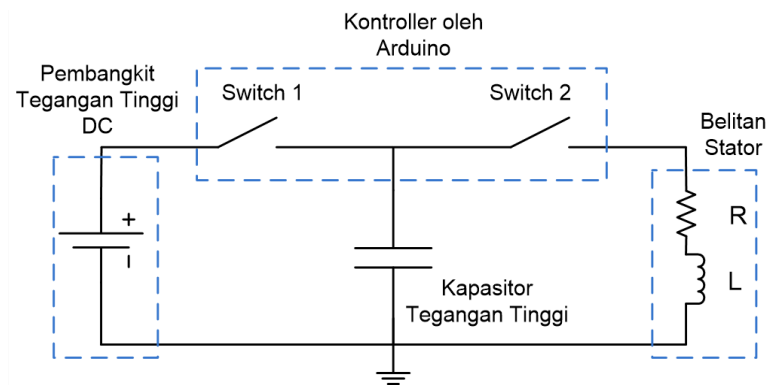 Kontroller oleh
Arduino
Pembangkit
Tegangan Tinggi
DC
Switch 1
Switch 2
Belitan
Stator
+
R
L
Kapasitor
Tegangan Tinggi